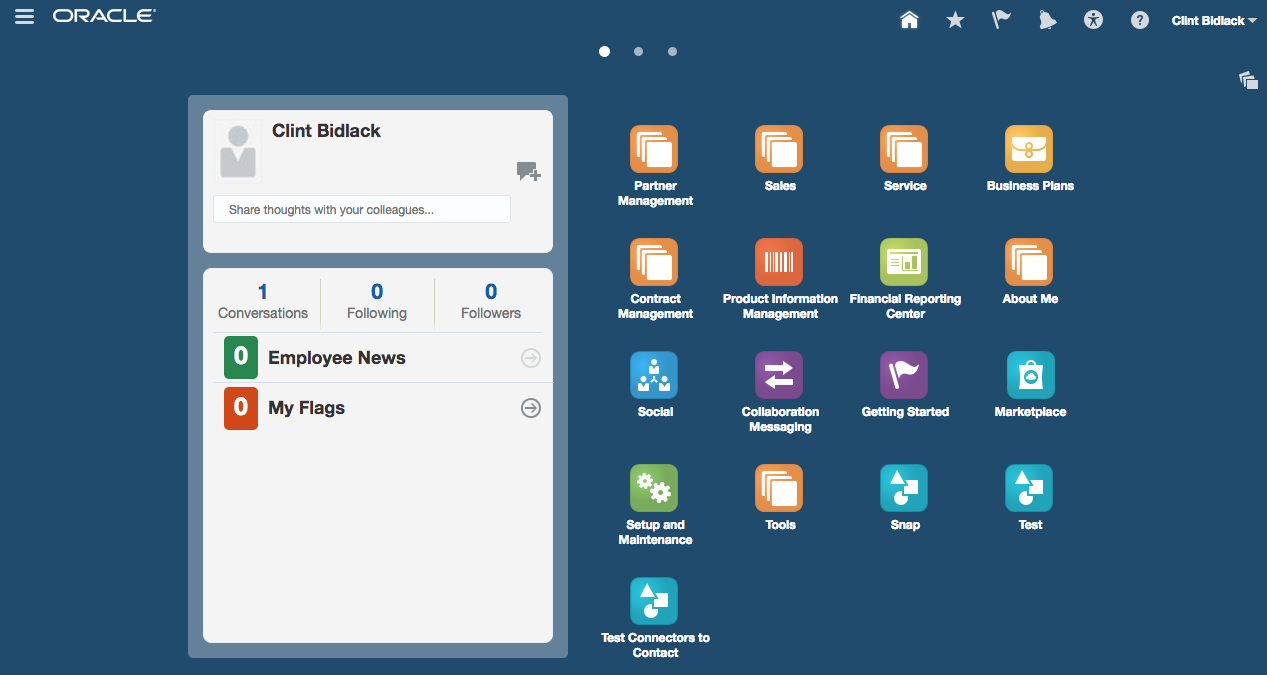 ORACLE
Clint Bidlack
Clint Bidlack
Share thoughts with your colleagues...
1
Conversations
0
Following
0
Followers
0
Employee News
0
My Flags
Partner
Management
Sales
Service
Business Plans
Contract
Management
Product Information
Management
Financial Reporting
Center
About Me
Social
Collaboration
Messaging
Getting Started
Marketplace
Setup and
Maintenance
Tools
Snap
Test
Test Connectors to
Contact